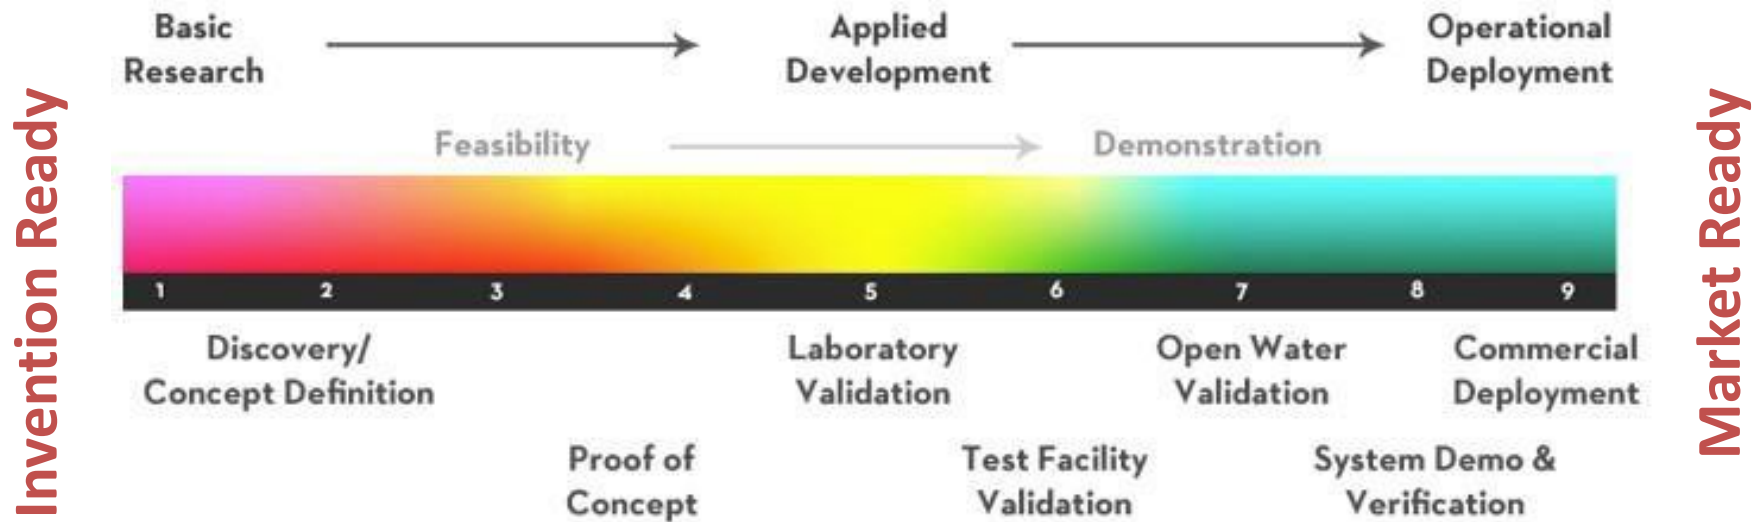 Basic
Research
Applied
Development
Operational
Deployment
Feasibility
Demonstration
Invention Ready
Market Ready
1 2 3 4 5 6 7 8 9
Discovery/
Concept Definition
Laboratory
Validation
Open Water
Validation
Commercial
Deployment
Proof of
Concept
Test Facility
Validation
System Demo &
Verification